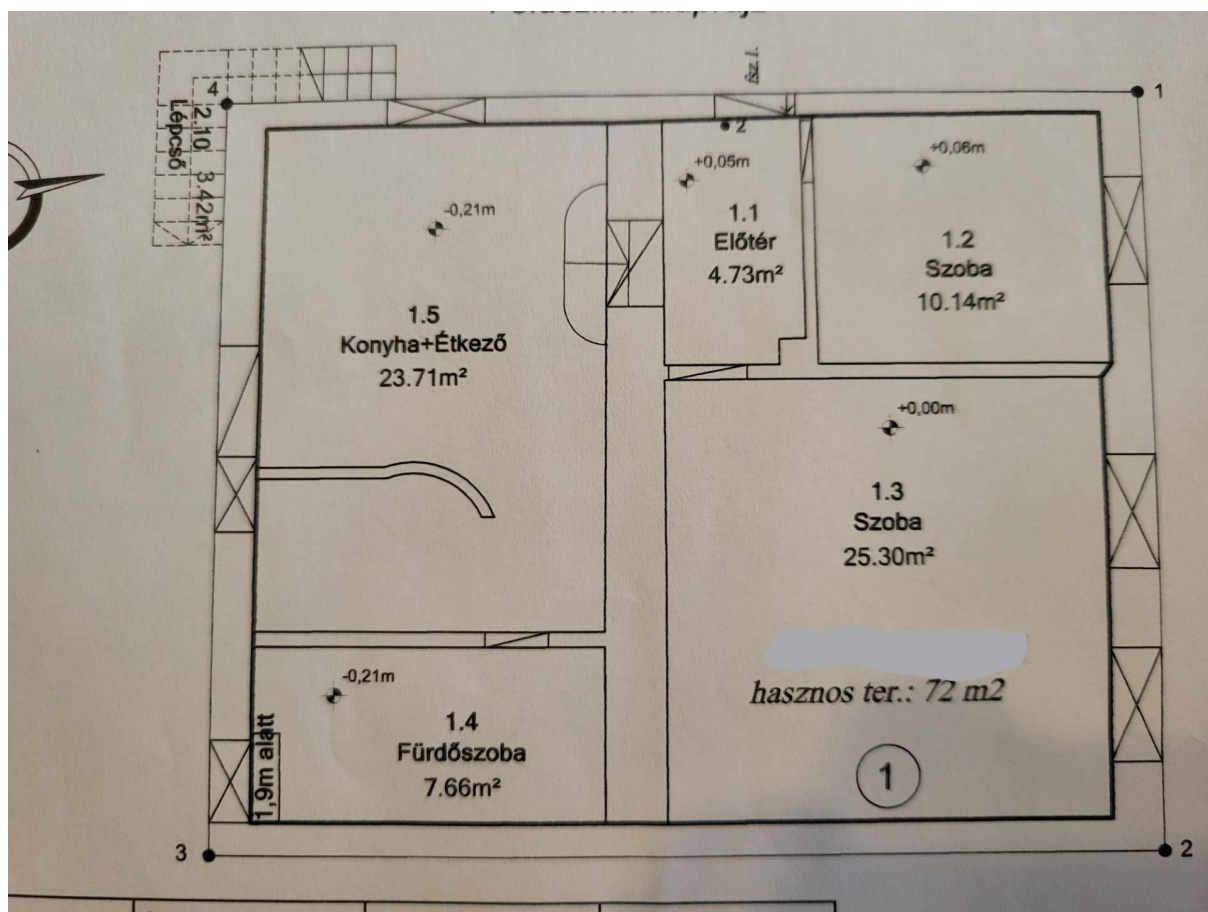 4
1
2.10
Lépcső
3.42m²
2
+0,05m
+0,06m
-0,21m
1.1
Előtér
4.73m²
1.2
Szoba
10.14m²
1.5
Konyha+Étkező
23.71m²
+0,00m
1.3
Szoba
25.30m²
hasznos ter.: 72 m2
-0,21m
1.4
Fürdőszoba
7.66m²
1,9m alatt
1
3
2